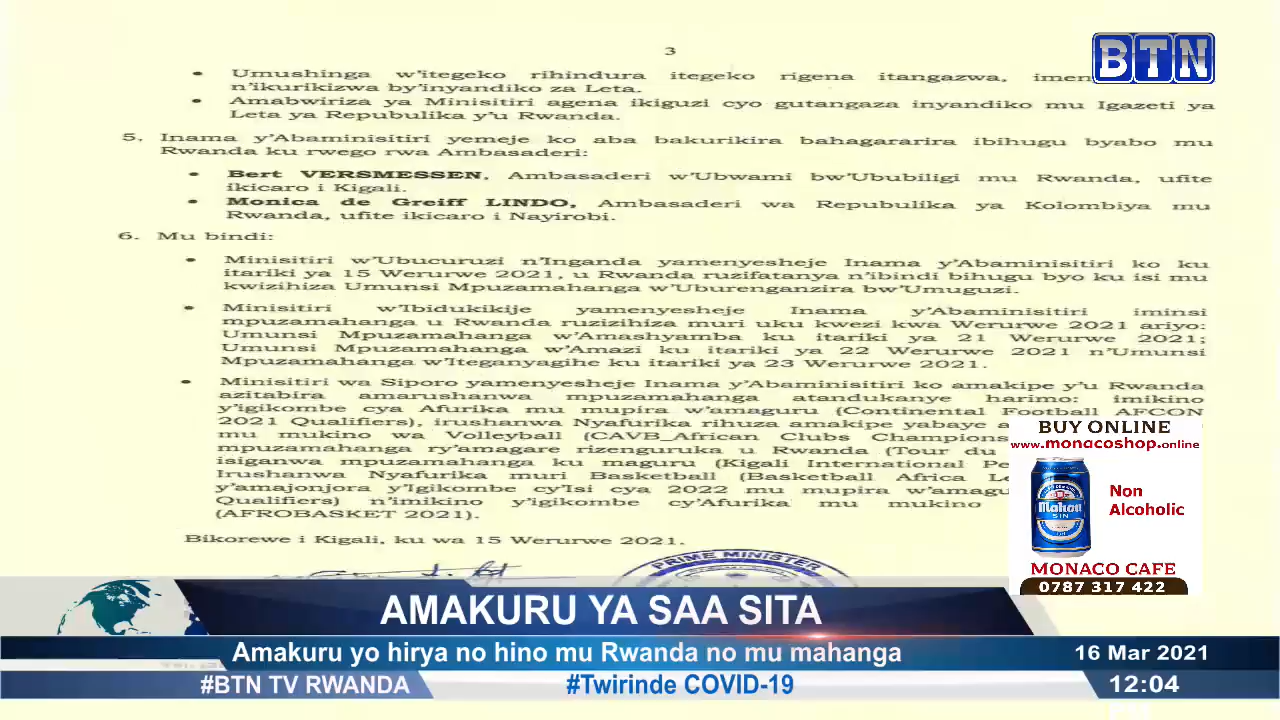 3
BTN
• Umushinga w'itegeko rihindura itegeko rigena itangazwa,
n'ikurikizwa by'inyandiko za Leta.
• Amabwiriza ya Minisitiri agena ikiguzi cyo gutangaza inyandiko mu Igazeti ya
Leta ya Repubulika y'u Rwanda.
5. Inama y'Abaminisitiri yemeje ko aba bakurikira bahagararira ibihugu byabo mu
Rwanda ku rwego rwa Ambasaderi:
• Bert VERSMESSEN, Ambasaderi w'Ubwami bw'Ububiligi mu Rwanda, ufite
ikicaro i Kigali.
• Monica de Greiff LINDO, Ambasaderi wa Repubulika ya Kolombiya mu
Rwanda, ufite ikicaro i Nayirobi.
6. Mu bindi:
• Minisitiri w'Ubucuruzi n'Inganda yamenyesheje Inama y'Abaminisitiri ko ku
itariki ya 15 Werurwe 2021, u Rwanda ruzifatanya n'ibindi bihugu byo ku isi mu
kwizihiza Umunsi Mpuzamahanga w'Uburenganzira bw'Umuguzi.
• Minisitiri w'Ibidukikije yamenyesheje Inama y'Abaminisitiri iminsi
mpuzamahanga u Rwanda ruzizihiza muri uku kwezi kwa Werurwe 2021 ariyo:
Umunsi Mpuzamahanga w'Amashyamba ku itariki ya 21 Werurwe 2021;
Umunsi Mpuzamahanga w'Amazi ku itariki ya 22 Werurwe 2021 n'Umunsi
Mpuzamahanga w'Iteganyagihe ku itariki ya 23 Werurwe 2021.
• Minisitiri wa Siporo yamenyesheje Inama y'Abaminisitiri ko amakipe y'u Rwanda
azitabira amarushanwa mpuzamahanga atandukanye harimo: imikino
y'igikombe cya Afurika mu mupira w'amaguru (Continental Football AFCON
2021 Qualifiers), irushanwa Nyafurika rihuza amakipe yabaye
mu mukino wa Volleyball (CAVB_African Clubs
mpuzamahanga ry'amagare rizenguruka u Rwanda (Tour du
isiganwa mpuzamahanga ku maguru (Kigali International
Irushanwa Nyafurika muri Basketball (Basketball Africa
y'amajonjora y'Igikombe cy'Isi cya 2022 mu mupira
Qualifiers) n'imikino y'igikombe cy'Afurika mu mukino
(AFROBASKET 2021).
Bikorewe i Kigali, ku wa 15 Werurwe 2021.
PRIME MINISTER
BUY ONLINE
www.monacoshop.online
Mahou
SIN
Non
Alcoholic
MONACO CAFE
0787 317 422
AMAKURU YA SAA SITA
Amakuru yo hirya no hino mu Rwanda no mu mahanga
16 Mar 2021
#BTN TV RWANDA
#Twirinde COVID-19
12:04